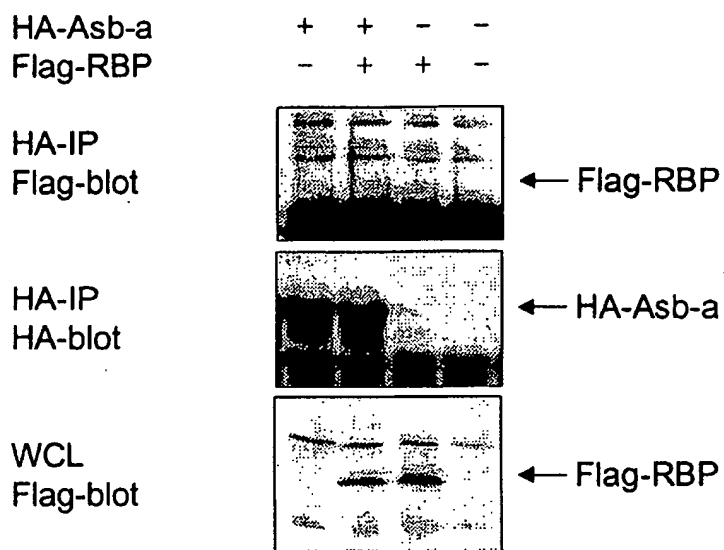 HA-Asb-a + + - -
Flag-RBP - + + -
HA-IP
Flag-blot
← Flag-RBP
HA-IP
HA-blot
← HA-Asb-a
WCL
Flag-blot
← Flag-RBP